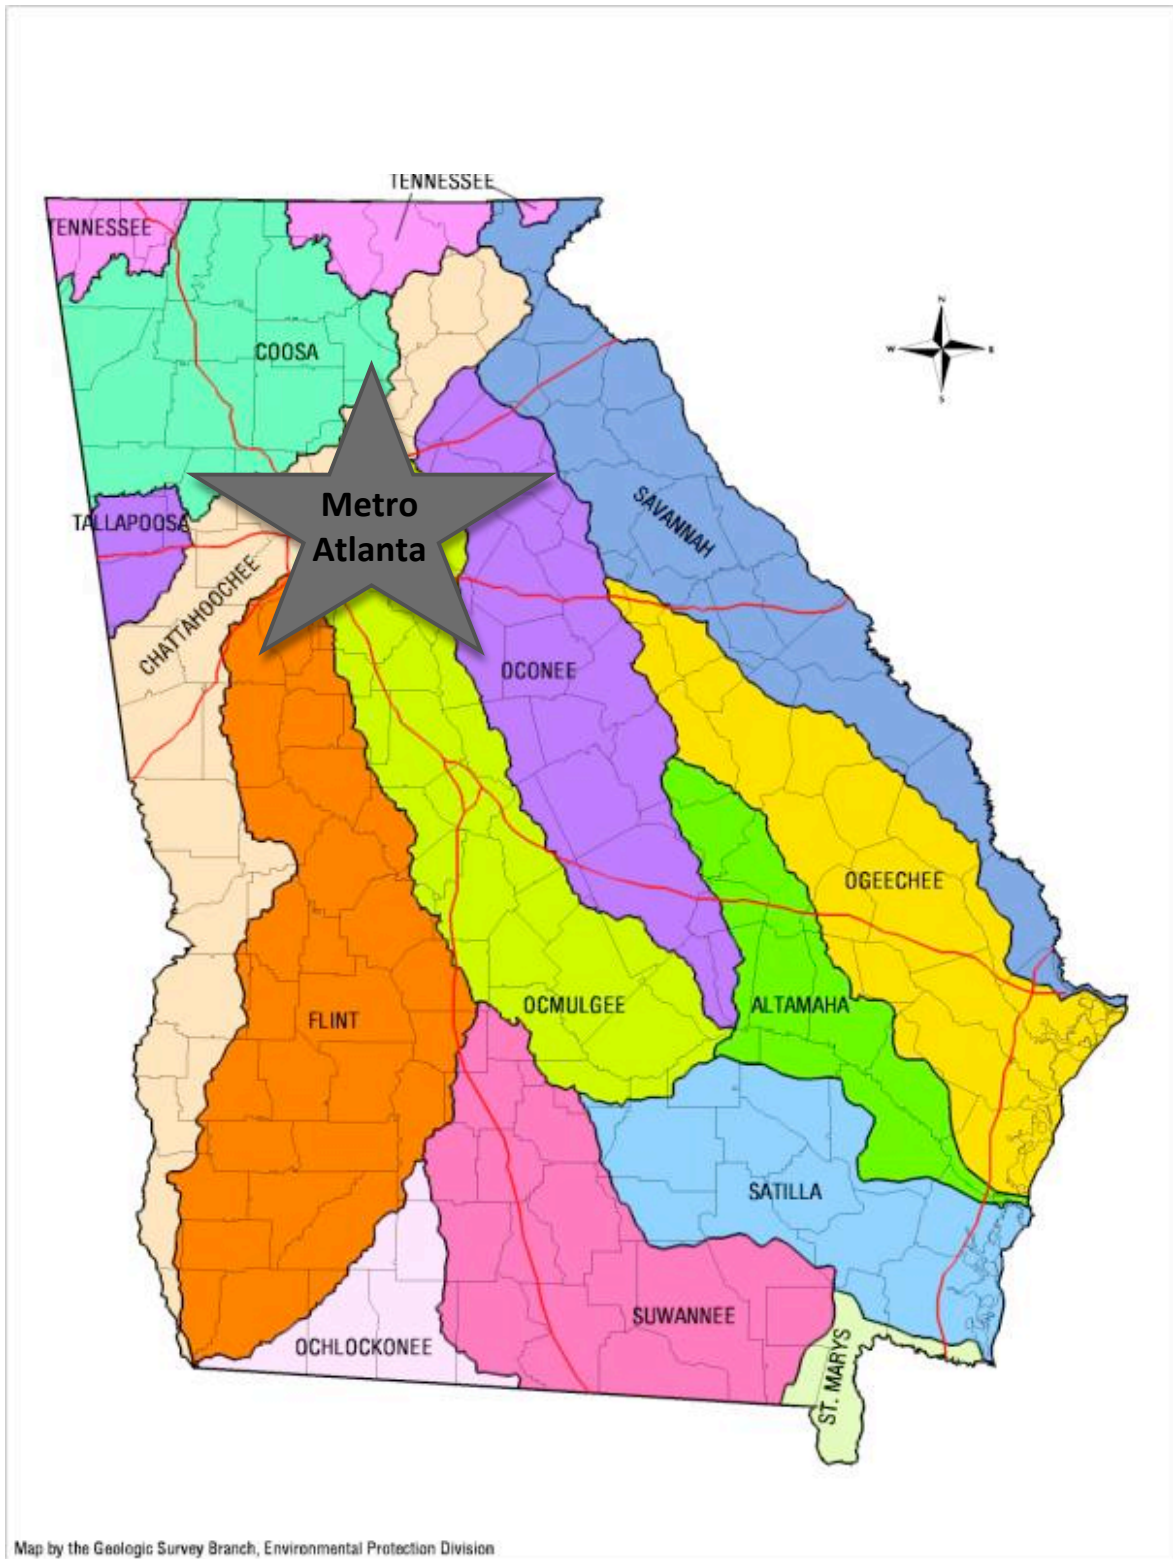 TENNESSEE
TENNESSEE
N
W
E
S
COOSA
Metro
Atlanta
TALLAPOOSA
SAVANNAH
CHATTAHOOCHEE
OCONEE
OGEECHEE
FLINT
OCMULGEE
ALTAMAHA
SATILLA
SUWANNEE
OCHLOCKONEE
ST. MARYS
Map by the Geologic Survey Branch, Environmental Protection Division